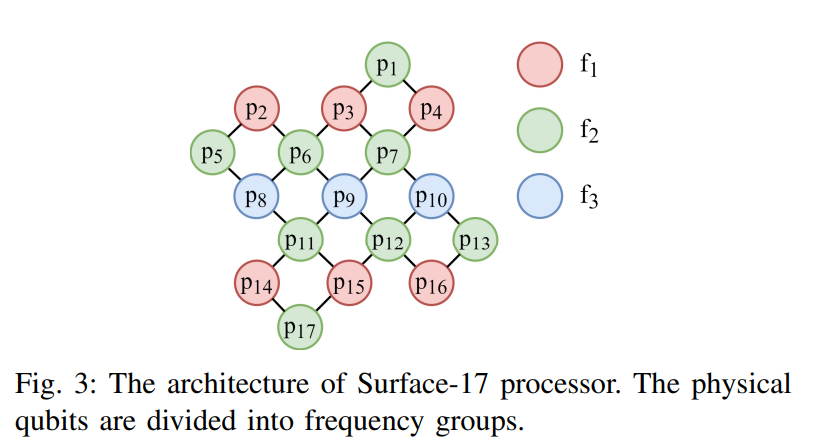 p1
f1
p2 p3 p4
f2
p5 p6 p7
p8 p9 p10 f3
p11 p12 p13
p14 p15 p16
p17
Fig. 3: The architecture of Surface-17 processor. The physical
qubits are divided into frequency groups.